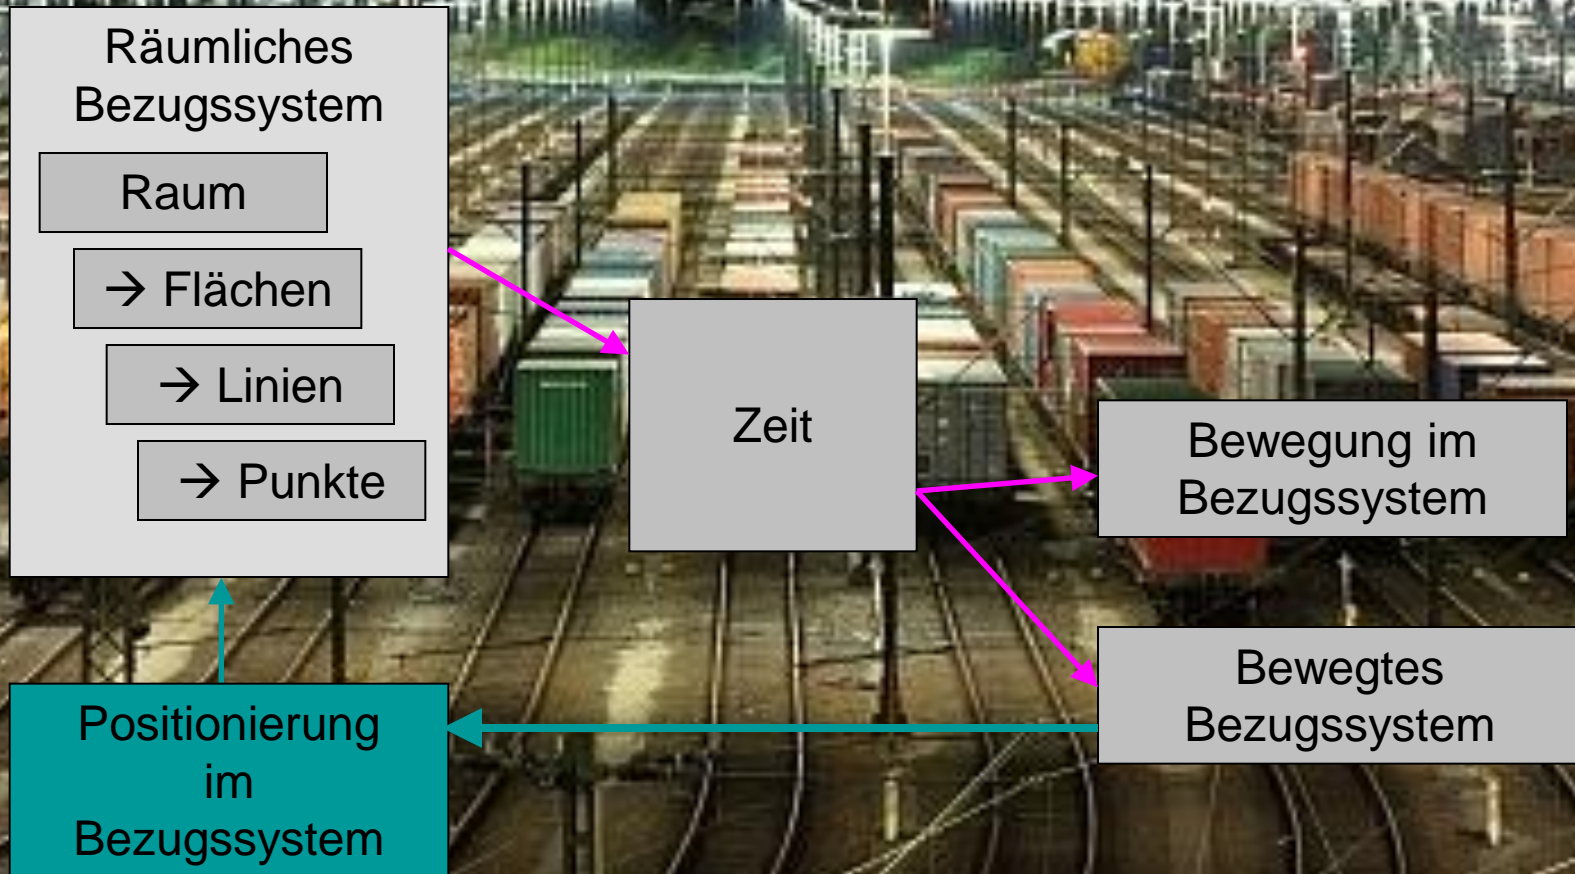 Räumliches
Bezugssystem
Raum
→ Flächen
→ Linien
→ Punkte
Zeit
Bewegung im
Bezugssystem
Bewegtes
Bezugssystem
Positionierung
im
Bezugssystem